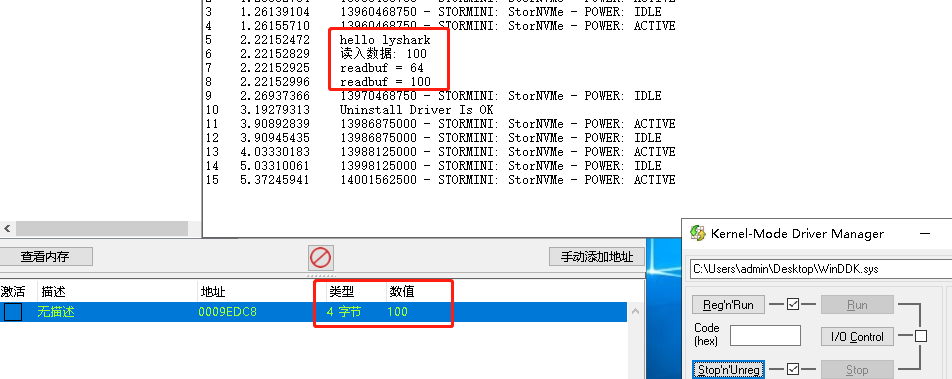 3 1.26139104 13960468750 - STORMINI: StorNVMe - POWER: IDLE
4 1.26155710 13960468750 - STORMINI: StorNVMe - POWER: ACTIVE
5 2.22152472 hello lyshark
6 2.22152829 读入数据: 100
7 2.22152925 readbuf = 64
8 2.22152996 readbuf = 100
9 2.26937366 13970468750 - STORMINI: StorNVMe - POWER: IDLE
10 3.19279313 Uninstall Driver Is OK
11 3.90892839 13986875000 - STORMINI: StorNVMe - POWER: ACTIVE
12 3.90945435 13986875000 - STORMINI: StorNVMe - POWER: IDLE
13 4.03330183 13998125000 - STORMINI: StorNVMe - POWER: ACTIVE
14 5.03310061 13998125000 - STORMINI: StorNVMe - POWER: IDLE
15 5.37245941 14001562500 - STORMINI: StorNVMe - POWER: ACTIVE
查看内存
手动添加地址
激活 描述 地址 类型 数值
无描述 0009EDC8 4 字节 100
Kernel-Mode Driver Manager
C:\Users\admin\Desktop\WinDDK.sys
Reg'n'Run
Run
Code (hex)
I/O Control
Stop'n'Unreg
Stop